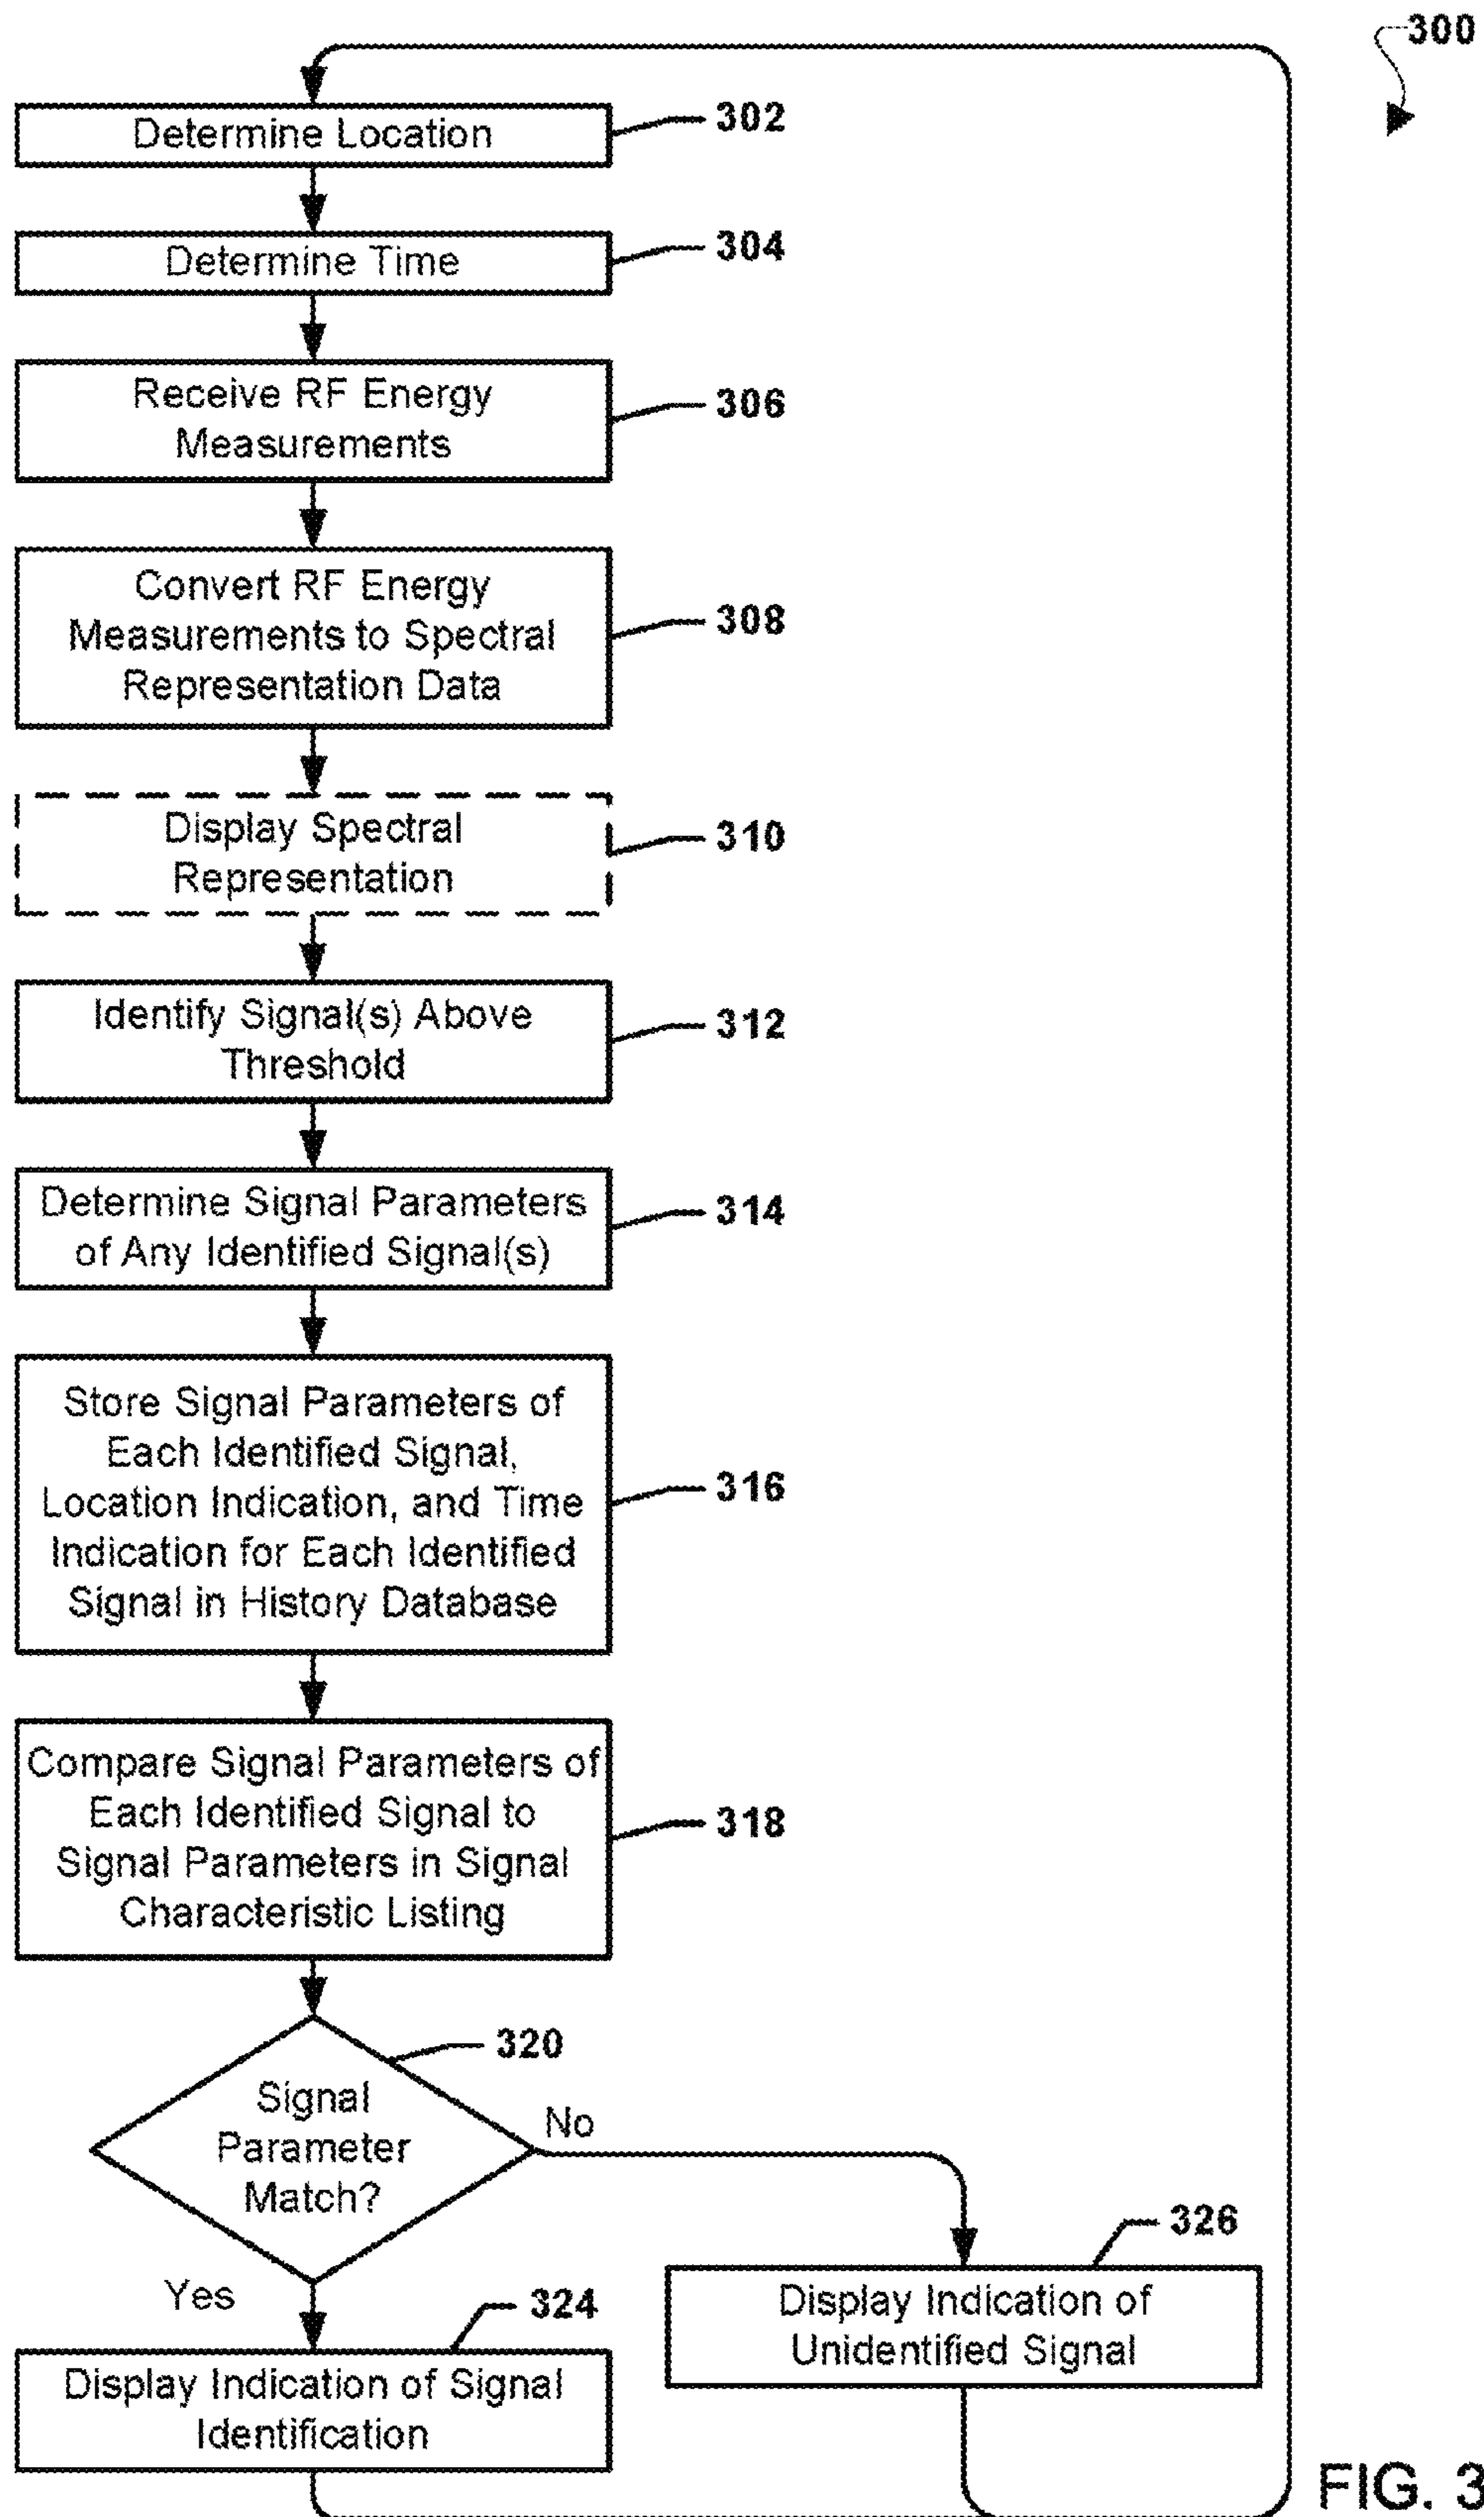 300
Determine Location
302
Determine Time
304
Receive RF Energy
Measurements
306
Convert RF Energy
Measurements to Spectral
Representation Data
308
Display Spectral
Representation
310
Identify Signal(s) Above
Threshold
312
Determine Signal Parameters
of Any Identified Signal(s)
314
Store Signal Parameters of
Each Identified Signal,
Location Indication, and Time
Indication for Each Identified
Signal in History Database
316
Compare Signal Parameters of
Each Identified Signal to
Signal Parameters in Signal
Characteristic Listing
318
320
Signal
Parameter
Match?
No
Yes
326
Display Indication of
Unidentified Signal
324
Display Indication of Signal
Identification
FIG. 3